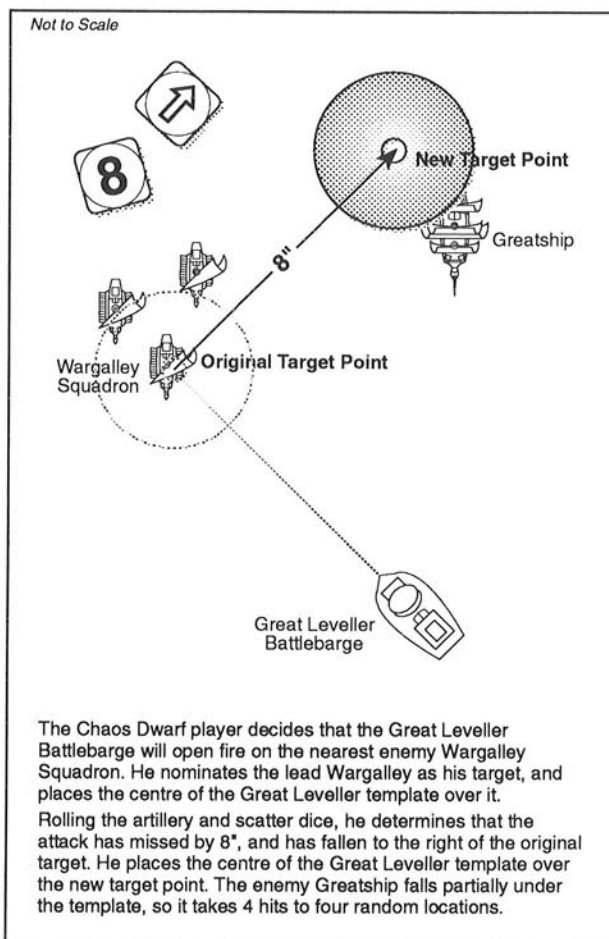 Not to Scale
8
New Target Point
Greatship
8"
Wargalley
Squadron
Original Target Point
Great Leveller
Battlebarge
The Chaos Dwarf player decides that the Great Leveller
Battlebarge will open fire on the nearest enemy Wargalley
Squadron. He nominates the lead Wargalley as his target, and
places the centre of the Great Leveller template over it.
Rolling the artillery and scatter dice, he determines that the
attack has missed by 8", and has fallen to the right of the original
target. He places the centre of the Great Leveller template over
the new target point. The enemy Greatship falls partially under
the template, so it takes 4 hits to four random locations.